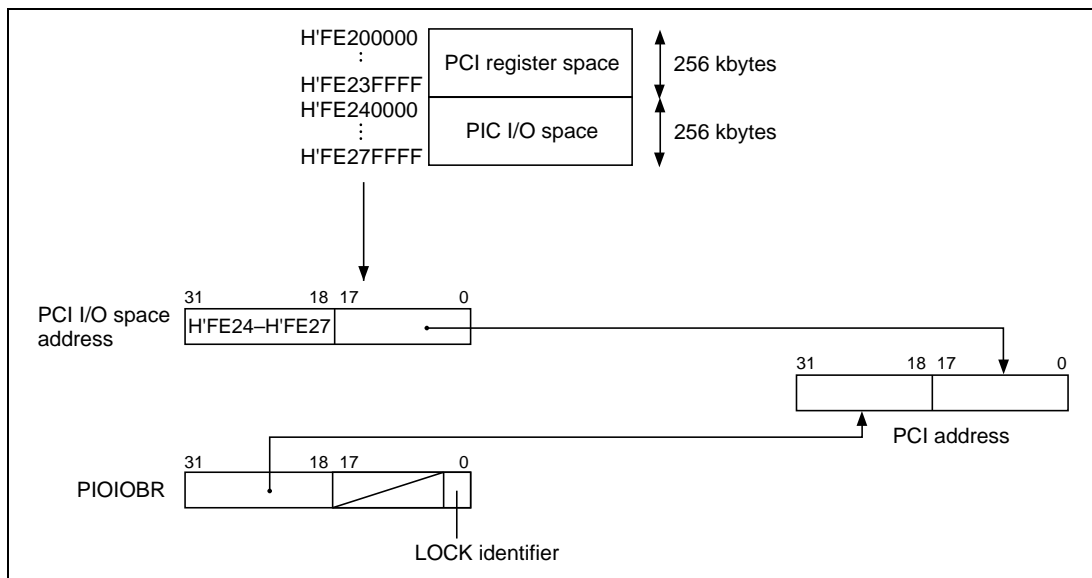 H'FE200000
⋮
H'FE23FFFF
PCI register space
256 kbytes
H'FE240000
⋮
H'FE27FFFF
PIC I/O space
256 kbytes
PCI I/O space
address
31 18 17 0
H'FE24–H'FE27
31 18 17 0
PCI address
PIOIOBR
31 18 17 0
LOCK identifier